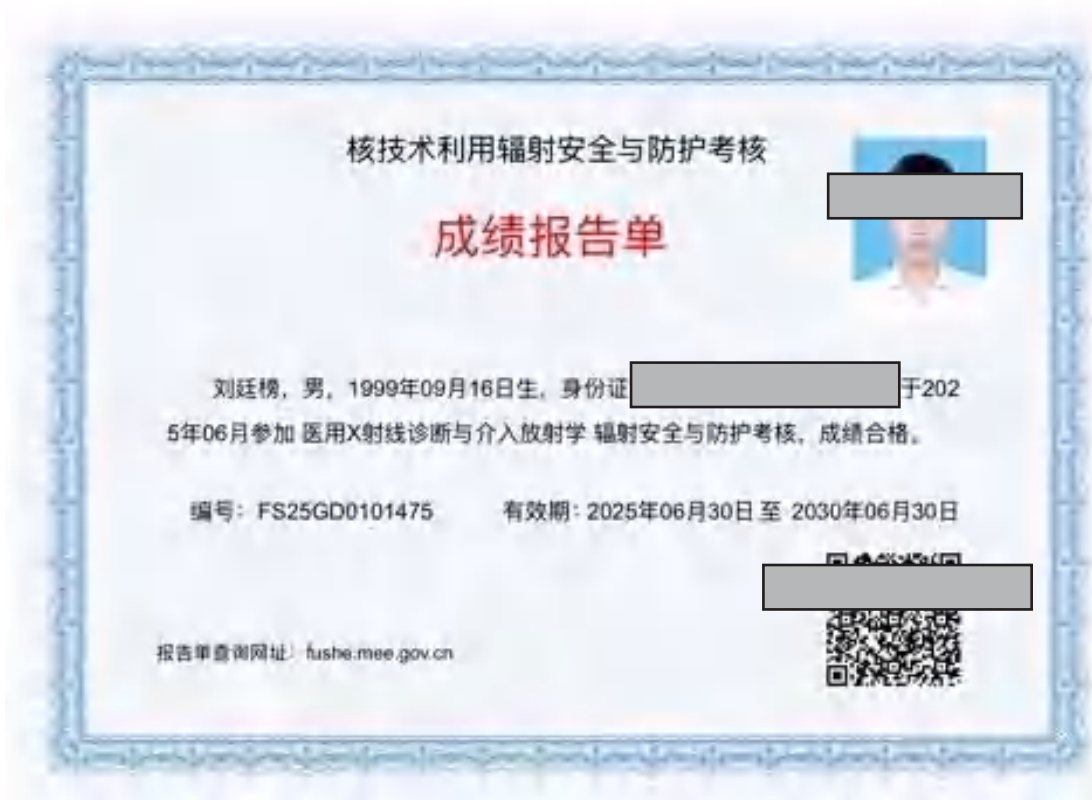 核技术利用辐射安全与防护考核
成绩报告单
刘廷榜，男，1999年09月16日生，身份证 于202
5年06月参加 医用X射线诊断与介入放射学 辐射安全与防护考核，成绩合格。
编号：FS25GD0101475 有效期：2025年06月30日 至 2030年06月30日
报告单查询网址：fushe.mee.gov.cn